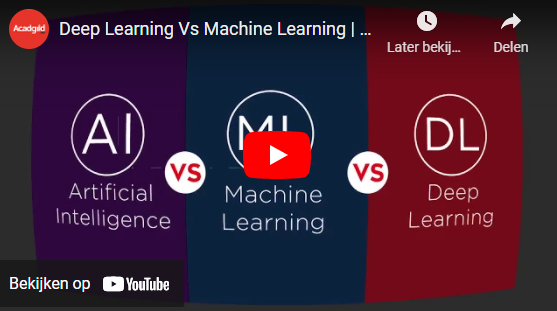 Acadgild
Deep Learning Vs Machine Learning | ...
Later bekij...
Delen
AI
VS
ML
VS
DL
Artificial
Intelligence
Machine
Learning
Deep
Learning
Bekijken op YouTube